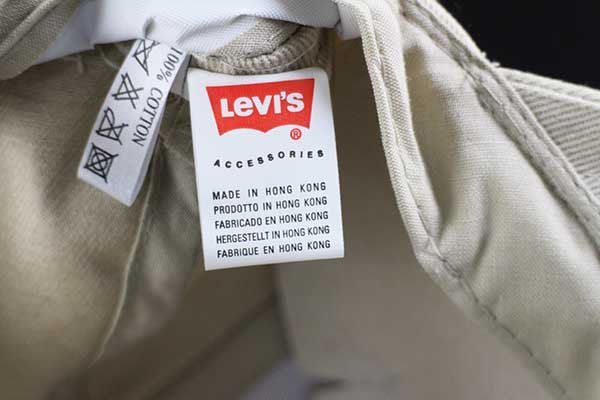 100% COTTON
LEVI'S
®
ACCESSORIES
MADE IN HONG KONG
PRODOTTO IN HONG KONG
FABRICADO EN HONG KONG
HERGESTELLT IN HONG KONG
FABRIQUE EN HONG KONG